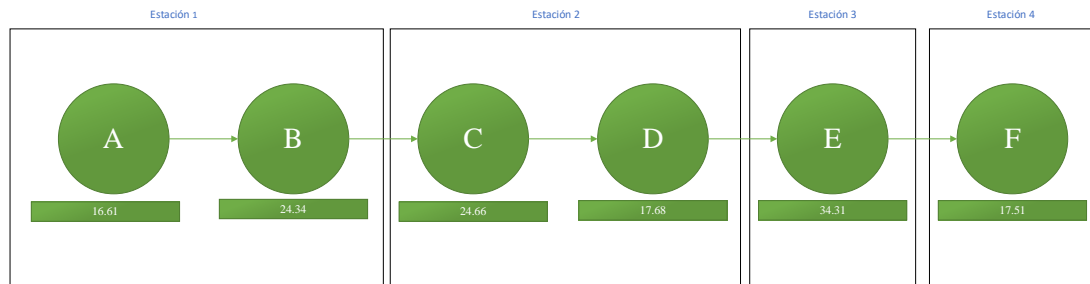 Estación 1
Estación 2
Estación 3
Estación 4
A
B
C
D
E
F
16.61
24.34
24.66
17.68
34.31
17.51